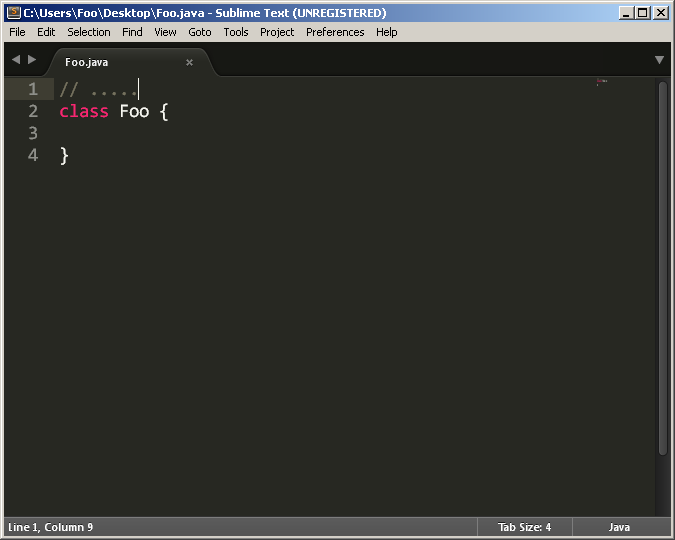 C:\Users\Foo\Desktop\Foo.java - Sublime Text (UNREGISTERED)
File Edit Selection Find View Goto Tools Project Preferences Help
Foo.java
1 // .....
2 class Foo {
3
4 }
Line 1, Column 9 Tab Size: 4 Java